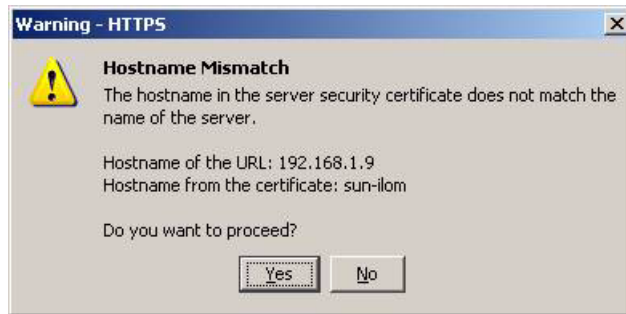 Warning - HTTPS
Hostname Mismatch
The hostname in the server security certificate does not match the
name of the server.
Hostname of the URL: 192.168.1.9
Hostname from the certificate: sun-ilom
Do you want to proceed?
Yes No